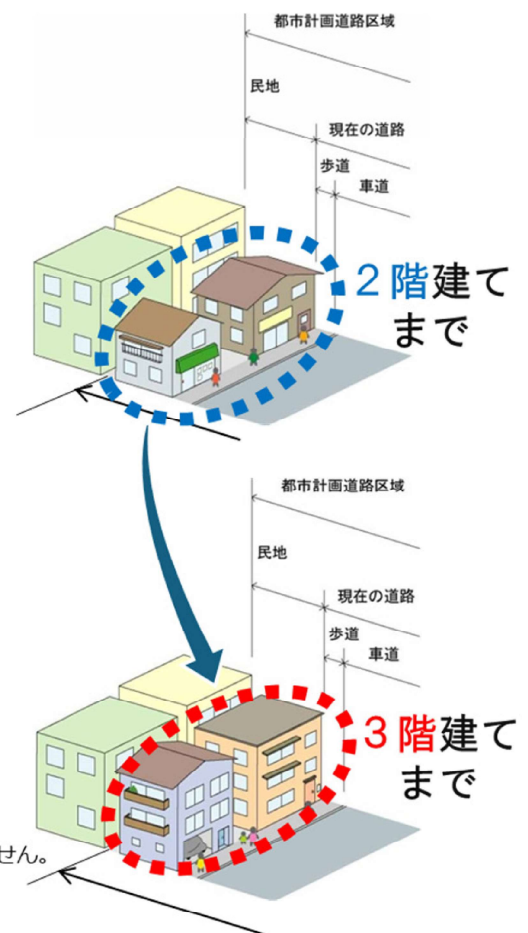 都市計画道路区域
民地
現在の道路
歩道
車道
２階建て
まで
都市計画道路区域
民地
現在の道路
歩道
車道
３階建て
まで
せん。